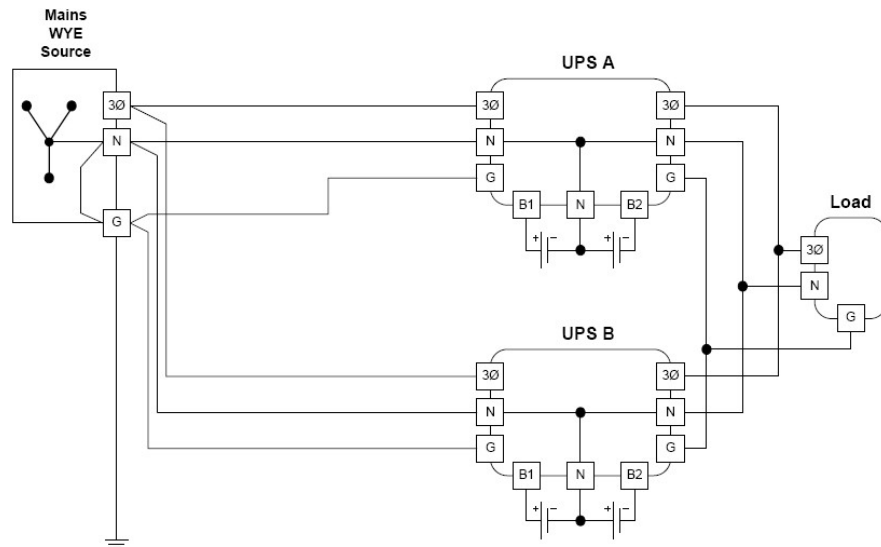 Mains
WYE
Source
UPS A
3Ø
3Ø
3Ø
N
N
N
G
G
G
B1
N
B2
+
−
+
−
Load
3Ø
N
G
UPS B
3Ø
3Ø
N
N
G
G
B1
N
B2
+
−
+
−